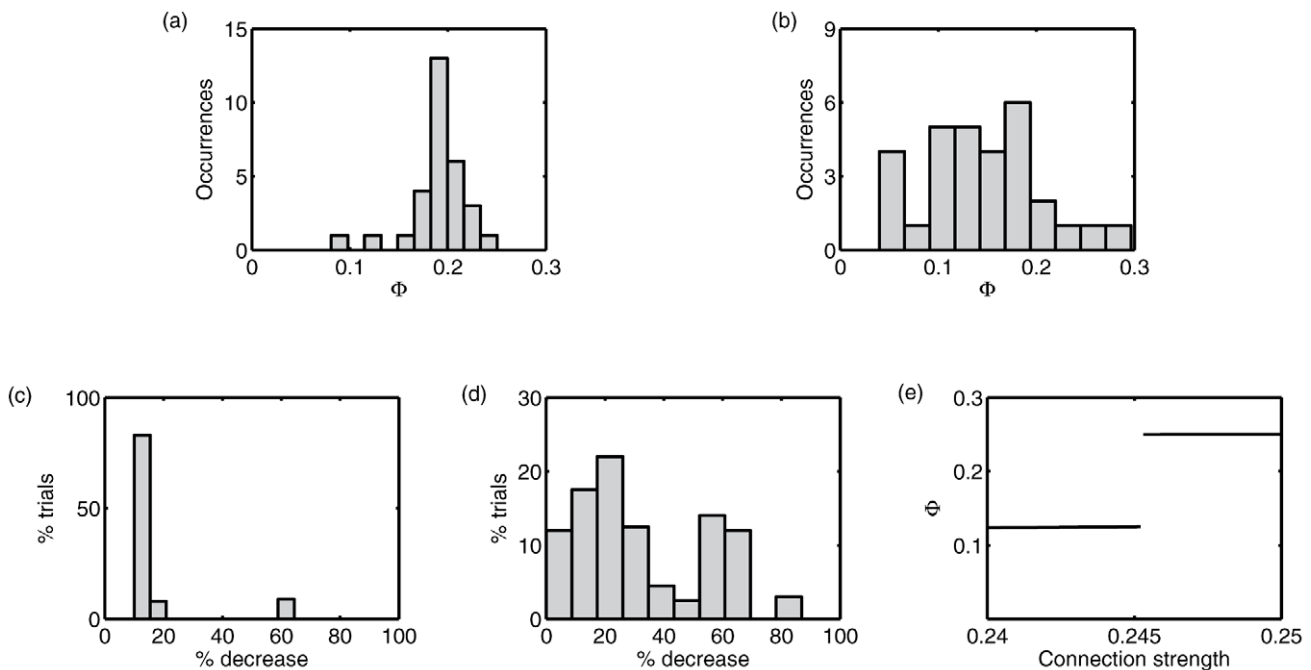 (a)
15
10
5
0
Occurrences
0 0.1 0.2 0.3
Φ
(b)
9
6
3
0
Occurrences
0 0.1 0.2 0.3
Φ
(c)
100
50
0
% trials
0 20 40 60 80 100
% decrease
(d)
30
20
10
0
% trials
0 20 40 60 80 100
% decrease
(e)
0.3
0.2
0.1
Φ
0.24 0.245 0.25
Connection strength